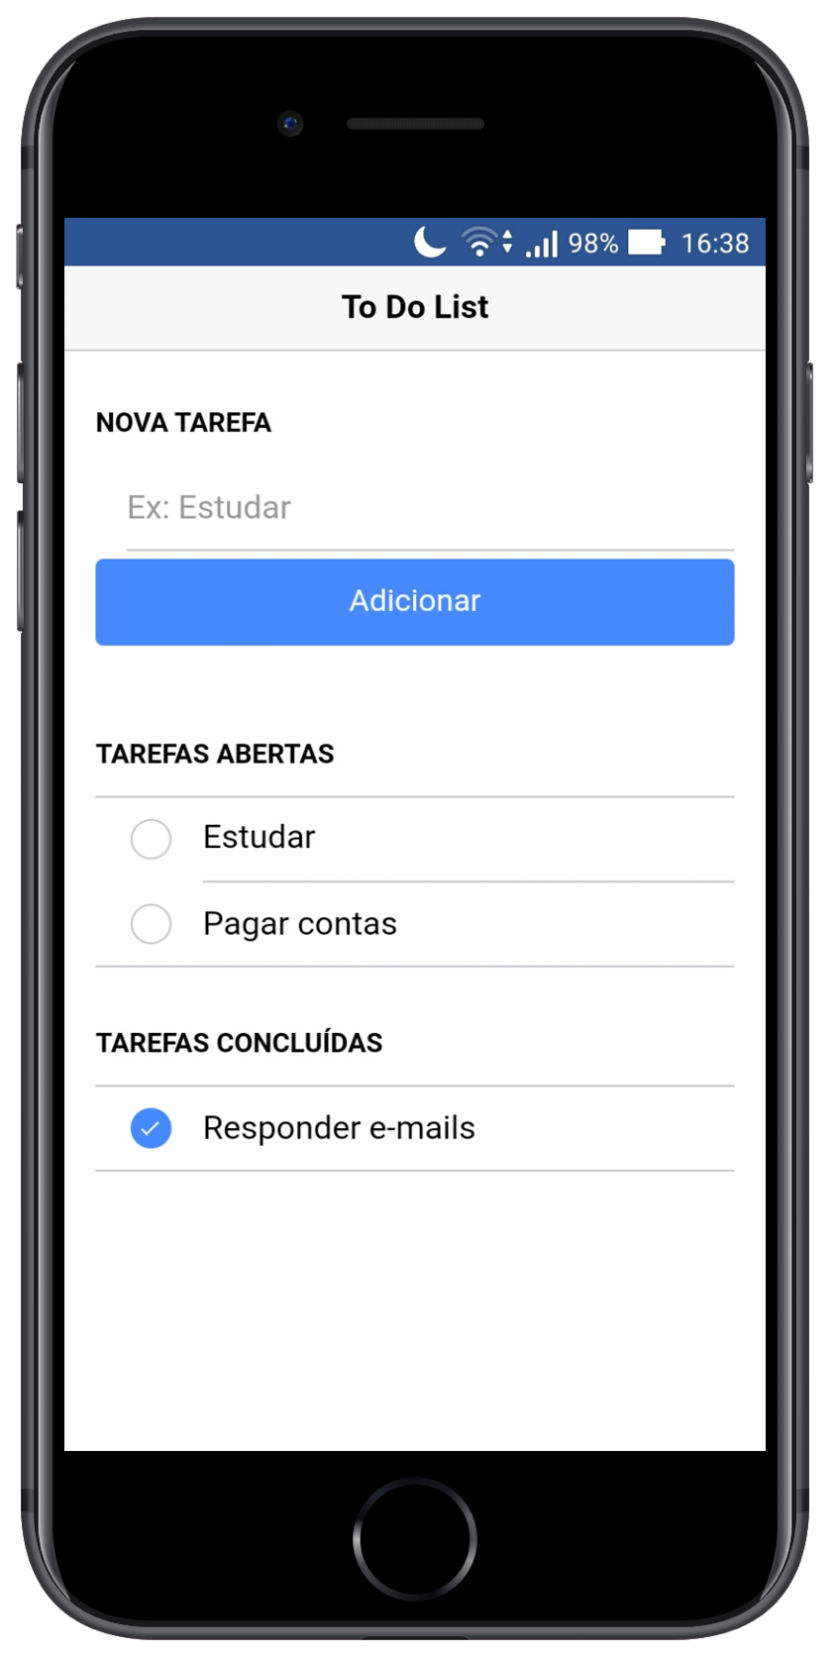 98% 16:38
To Do List
NOVA TAREFA
Ex: Estudar
Adicionar
TAREFAS ABERTAS
Estudar
Pagar contas
TAREFAS CONCLUÍDAS
Responder e-mails